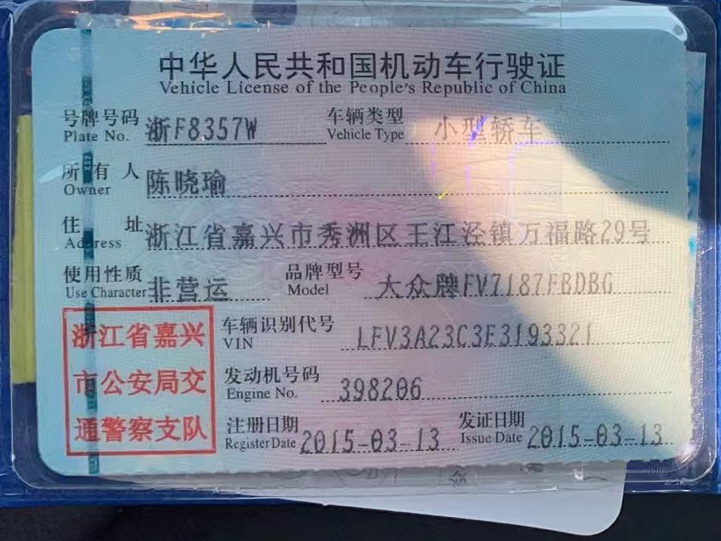 中华人民共和国机动车行驶证
Vehicle License of the People's Republic of China
号牌号码 浙F8357W 车辆类型 小型轿车
Plate No. Vehicle Type
所有人 陈晓瑜
Owner
住址 浙江省嘉兴市秀洲区王江泾镇万福路29号
Address
使用性质 非营运 品牌型号 大众牌FV7187FBDBG
Use Character Model
浙江省嘉兴
市公安局交
通警察支队
车辆识别代号 LFV3A23C3E3193321
VIN
发动机号码 398206
Engine No.
注册日期 2015-03-13 发证日期 2015-03-13
Register Date Issue Date